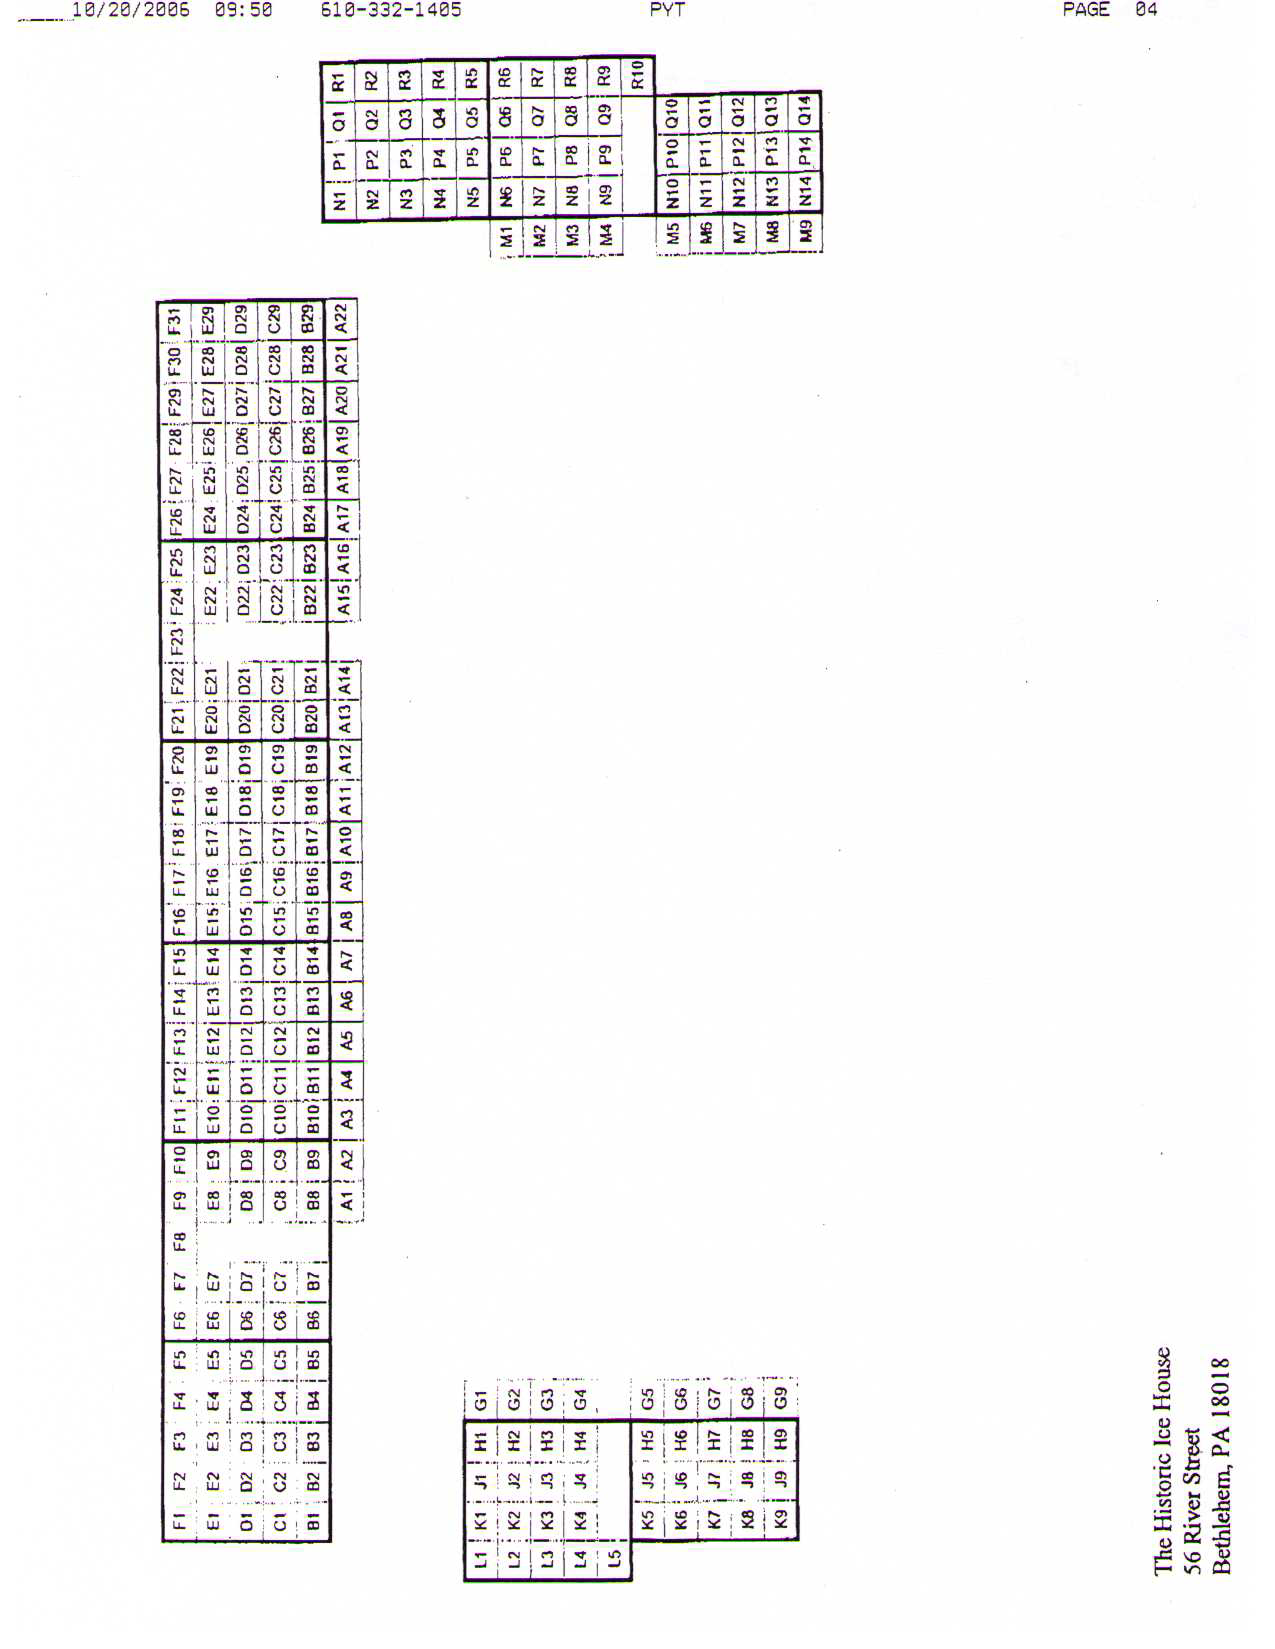 10/20/2006 09:50 610-332-1405 PYT PAGE 04
F1 F2 F3 F4 F5 F6 F7 F8 F9 F10 F11 F12 F13 F14 F15 F16 F17 F18 F19 F20 F21 F22 F23 F24 F25 F26 F27 F28 F29 F30 F31
E1 E2 E3 E4 E5 E6 E7 E8 E9 E10 E11 E12 E13 E14 E15 E16 E17 E18 E19 E20 E21 E22 E23 E24 E25 E26 E27 E28 E29
D1 D2 D3 D4 D5 D6 D7 D8 D9 D10 D11 D12 D13 D14 D15 D16 D17 D18 D19 D20 D21 D22 D23 D24 D25 D26 D27 D28 D29
C1 C2 C3 C4 C5 C6 C7 C8 C9 C10 C11 C12 C13 C14 C15 C16 C17 C18 C19 C20 C21 C22 C23 C24 C25 C26 C27 C28 C29
B1 B2 B3 B4 B5 B6 B7 B8 B9 B10 B11 B12 B13 B14 B15 B16 B17 B18 B19 B20 B21 B22 B23 B24 B25 B26 B27 B28 B29
A1 A2 A3 A4 A5 A6 A7 A8 A9 A10 A11 A12 A13 A14 A15 A16 A17 A18 A19 A20 A21 A22
N1 P1 Q1 R1
N2 P2 Q2 R2
N3 P3 Q3 R3
N4 P4 Q4 R4
N5 P5 Q5 R5
M1 N6 P6 Q6 R6
M2 N7 P7 Q7 R7
M3 N8 P8 Q8 R8
M4 N9 P9 Q9 R9
R10
M5 N10 P10 Q10
M6 N11 P11 Q11
M7 N12 P12 Q12
M8 N13 P13 Q13
M9 N14 P14 Q14
L1 K1 J1 H1 G1
L2 K2 J2 H2 G2
L3 K3 J3 H3 G3
L4 K4 J4 H4 G4
L5
K5 J5 H5 G5
K6 J6 H6 G6
K7 J7 H7 G7
K8 J8 H8 G8
K9 J9 H9 G9
The Historic Ice House
56 River Street
Bethlehem, PA 18018